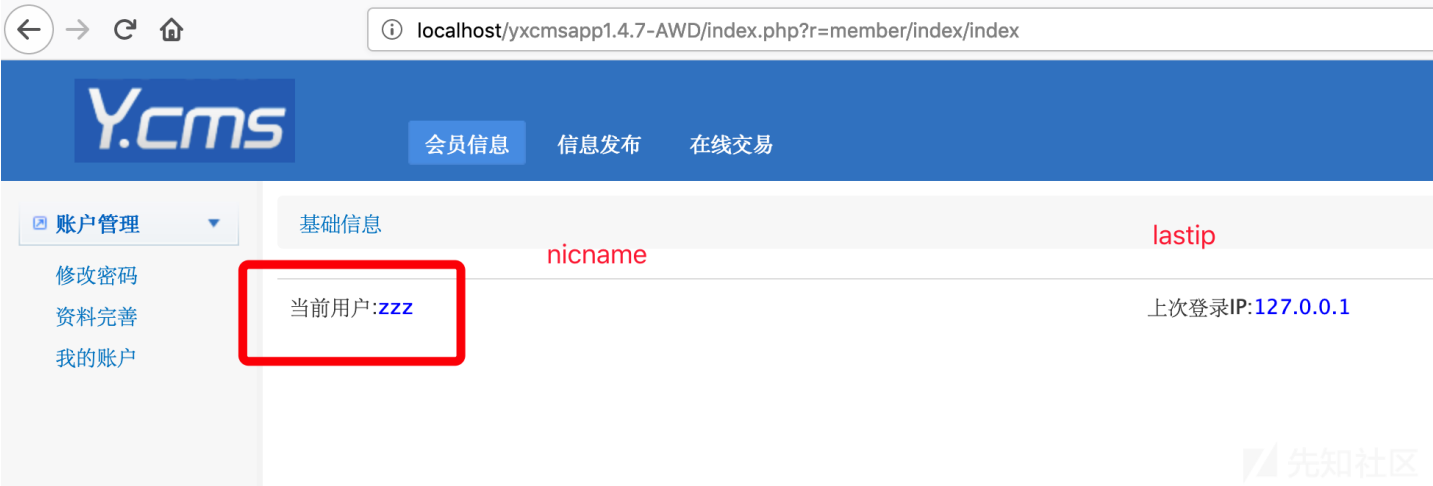 localhost/yxcmsapp1.4.7-AWD/index.php?r=member/index/index
Y.cms
会员信息 信息发布 在线交易
账户管理
基础信息
nicname
lastip
修改密码
当前用户:zzz
上次登录IP:127.0.0.1
资料完善
我的账户
先知社区